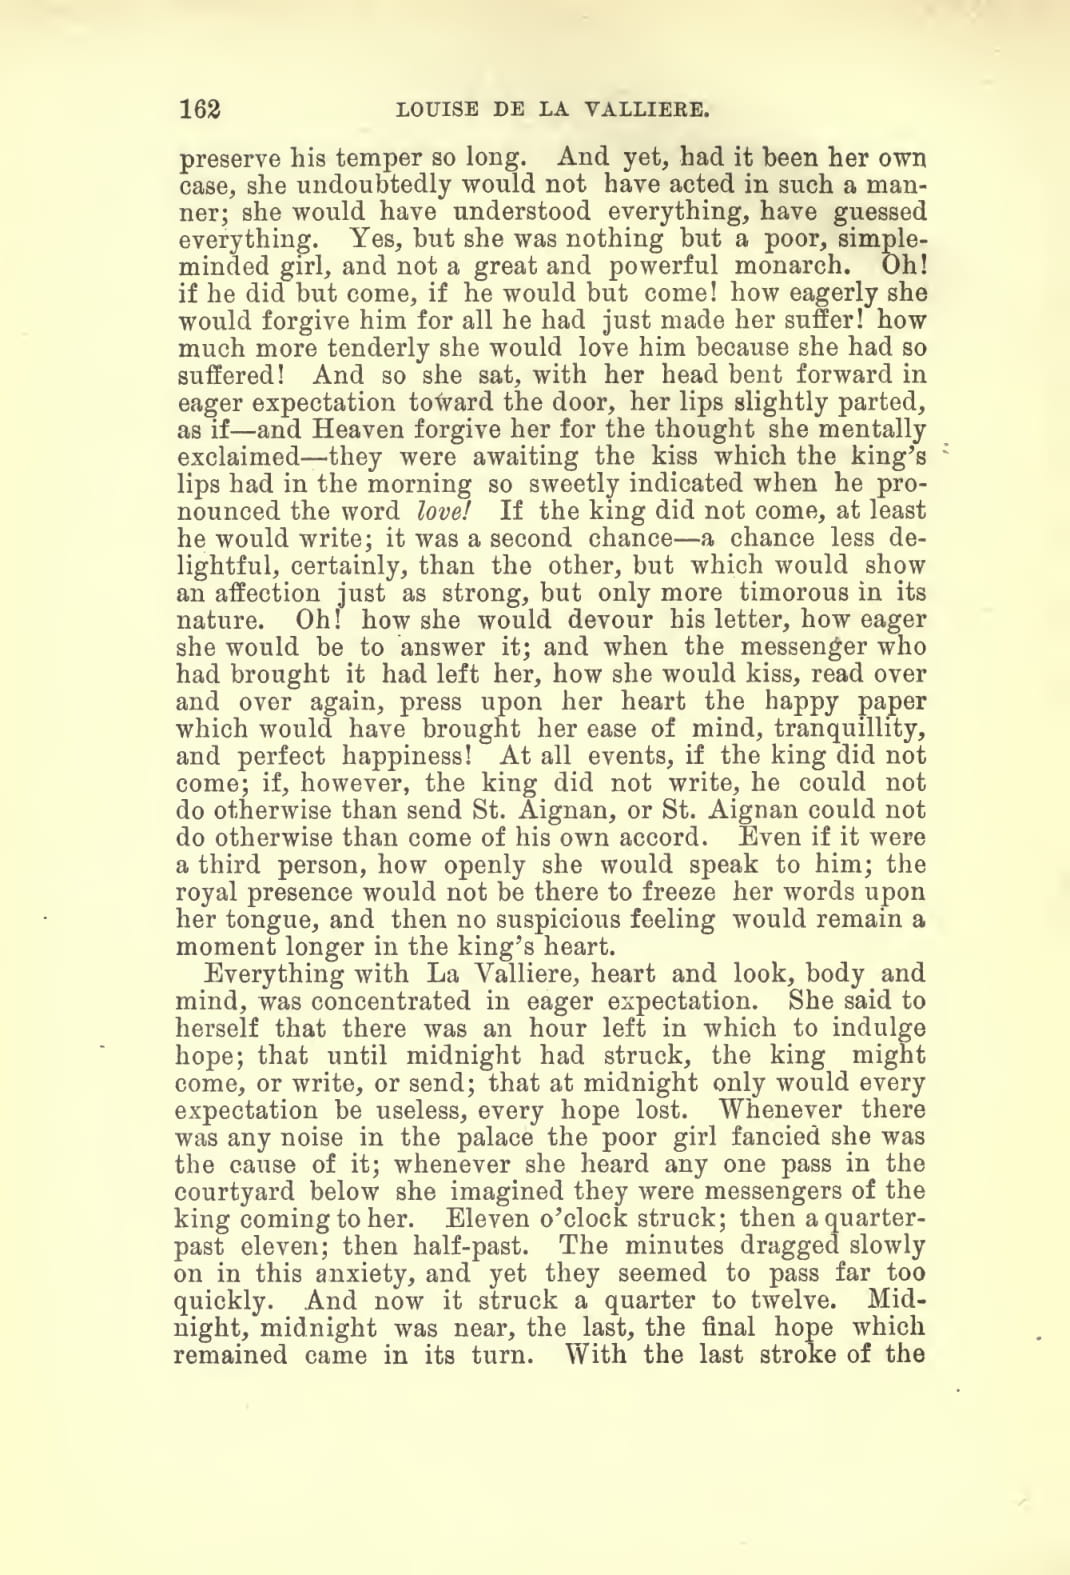 162 LOUISE DE LA VALLIERE.
preserve his temper so long. And yet, had it been her own
case, she undoubtedly would not have acted in such a man-
ner; she would have understood everything, have guessed
everything. Yes, but she was nothing but a poor, simple-
minded girl, and not a great and powerful monarch. Oh!
if he did but come, if he would but come! how eagerly she
would forgive him for all he had just made her suffer! how
much more tenderly she would love him because she had so
suffered! And so she sat, with her head bent forward in
eager expectation toward the door, her lips slightly parted,
as if—and Heaven forgive her for the thought she mentally
exclaimed—they were awaiting the kiss which the king's
lips had in the morning so sweetly indicated when he pro-
nounced the word love! If the king did not come, at least
he would write; it was a second chance—a chance less de-
lightful, certainly, than the other, but which would show
an affection just as strong, but only more timorous in its
nature. Oh! how she would devour his letter, how eager
she would be to answer it; and when the messenger who
had brought it had left her, how she would kiss, read over
and over again, press upon her heart the happy paper
which would have brought her ease of mind, tranquillity,
and perfect happiness! At all events, if the king did not
come; if, however, the king did not write, he could not
do otherwise than send St. Aignan, or St. Aignan could not
do otherwise than come of his own accord. Even if it were
a third person, how openly she would speak to him; the
royal presence would not be there to freeze her words upon
her tongue, and then no suspicious feeling would remain a
moment longer in the king's heart.
Everything with La Valliere, heart and look, body and
mind, was concentrated in eager expectation. She said to
herself that there was an hour left in which to indulge
hope; that until midnight had struck, the king might
come, or write, or send; that at midnight only would every
expectation be useless, every hope lost. Whenever there
was any noise in the palace the poor girl fancied she was
the cause of it; whenever she heard any one pass in the
courtyard below she imagined they were messengers of the
king coming to her. Eleven o'clock struck; then a quarter-
past eleven; then half-past. The minutes dragged slowly
on in this anxiety, and yet they seemed to pass far too
quickly. And now it struck a quarter to twelve. Mid-
night, midnight was near, the last, the final hope which
remained came in its turn. With the last stroke of the